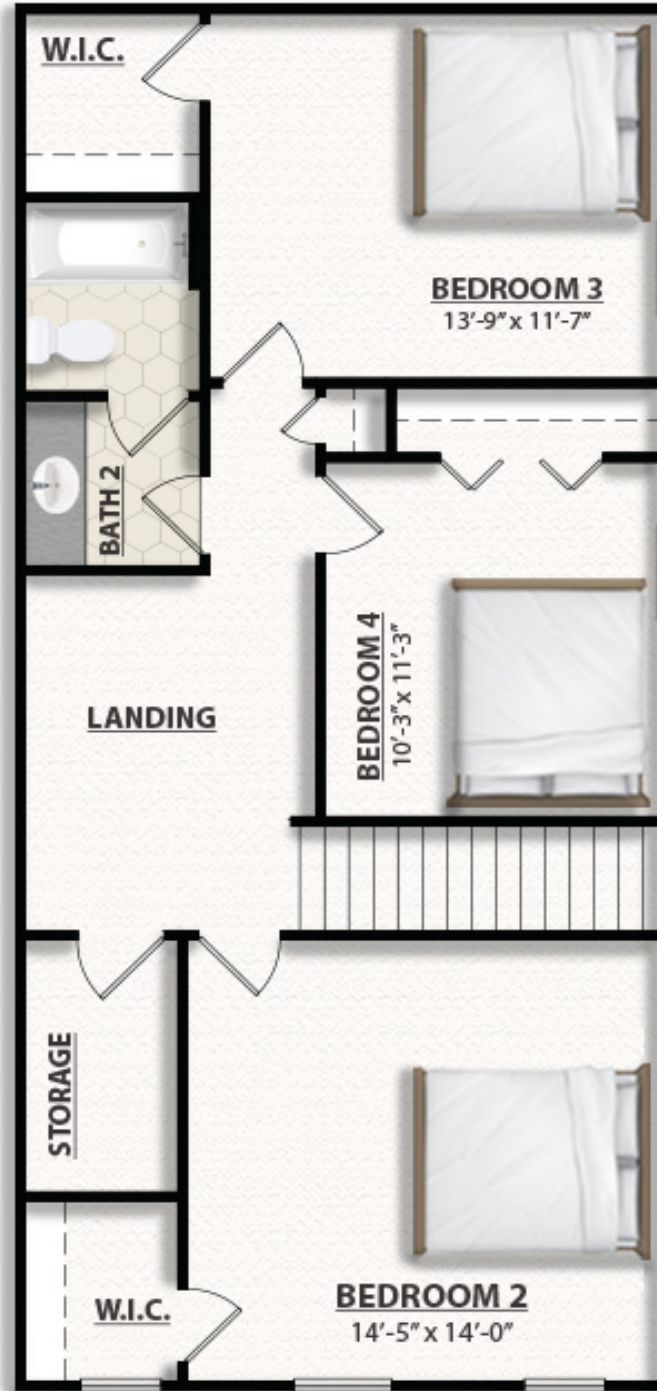 W.I.C.
BEDROOM 3
13'-9" x 11'-7"
BATH 2
BEDROOM 4
10'-3" x 11'-3"
LANDING
STORAGE
W.I.C.
BEDROOM 2
14'-5" x 14'-0"